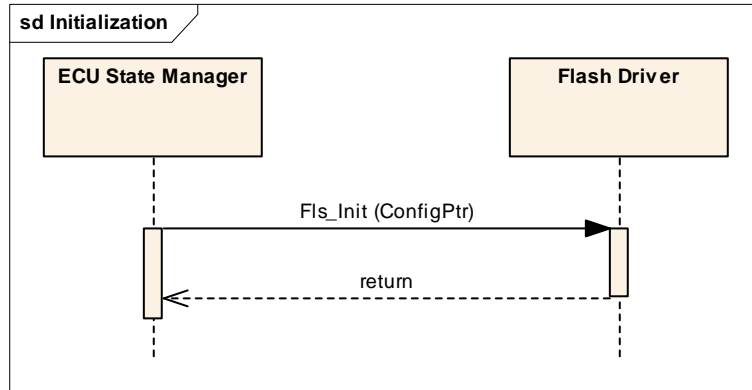 sd Initialization
ECU State Manager
Flash Driver
Fls_Init (ConfigPtr)
return